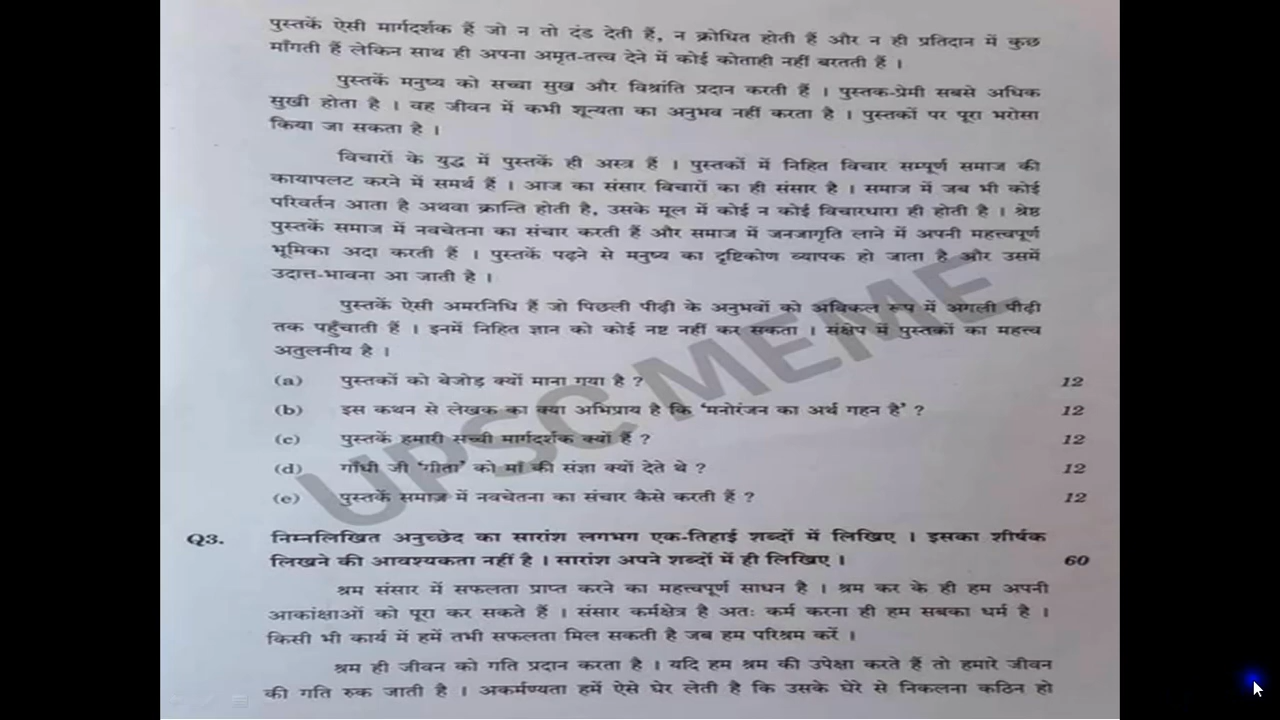 पुस्तकें ऐसी मार्गदर्शक हैं जो न तो दंड देती हैं, न क्रोधित होती हैं और न ही प्रतिदान में कुछ
माँगती हैं लेकिन साथ ही अपना अमृत-तत्त्व देने में कोई कोताही नहीं बरतती हैं ।
पुस्तकें मनुष्य को सच्चा सुख और विश्रांति प्रदान करती हैं । पुस्तक-प्रेमी सबसे अधिक
सुखी होता है । वह जीवन में कभी शून्यता का अनुभव नहीं करता है । पुस्तकों पर पूरा भरोसा
किया जा सकता है ।
विचारों के युद्ध में पुस्तकें ही अस्त्र हैं । पुस्तकों में निहित विचार सम्पूर्ण समाज की
कायापलट करने में समर्थ हैं । आज का संसार विचारों का ही संसार है । समाज में जब भी कोई
परिवर्तन आता है अथवा क्रान्ति होती है, उसके मूल में कोई न कोई विचारधारा ही होती है । श्रेष्ठ
पुस्तकें समाज में नवचेतना का संचार करती हैं और समाज में जनजागृति लाने में अपनी महत्त्वपूर्ण
भूमिका अदा करती हैं । पुस्तकें पढ़ने से मनुष्य का दृष्टिकोण व्यापक हो जाता है और उसमें
उदात्त-भावना आ जाती है ।
पुस्तकें ऐसी अमरनिधि हैं जो पिछली पीढ़ी के अनुभवों को अविकल रूप में अगली पीढ़ी
तक पहुँचाती हैं । इनमें निहित ज्ञान को कोई नष्ट नहीं कर सकता । संक्षेप में पुस्तकों का महत्त्व
अतुलनीय है ।
(a) पुस्तकों को बेजोड़ क्यों माना गया है ? 12
(b) इस कथन से लेखक का क्या अभिप्राय है कि ‘मनोरंजन का अर्थ गहन है’ ? 12
(c) पुस्तकें हमारी सच्ची मार्गदर्शक क्यों हैं ? 12
(d) गाँधी जी ‘गीता’ को माँ की संज्ञा क्यों देते थे ? 12
(e) पुस्तकें समाज में नवचेतना का संचार कैसे करती हैं ? 12
UPSC MEME
Q3. निम्नलिखित अनुच्छेद का सारांश लगभग एक-तिहाई शब्दों में लिखिए । इसका शीर्षक
लिखने की आवश्यकता नहीं है । सारांश अपने शब्दों में ही लिखिए । 60
श्रम संसार में सफलता प्राप्त करने का महत्त्वपूर्ण साधन है । श्रम कर के ही हम अपनी
आकांक्षाओं को पूरा कर सकते हैं । संसार कर्मक्षेत्र है अतः कर्म करना ही हम सबका धर्म है ।
किसी भी कार्य में हमें तभी सफलता मिल सकती है जब हम परिश्रम करें ।
श्रम ही जीवन को गति प्रदान करता है । यदि हम श्रम की उपेक्षा करते हैं तो हमारे जीवन
की गति रुक जाती है । अकर्मण्यता हमें ऐसे घेर लेती है कि उसके घेरे से निकलना कठिन हो